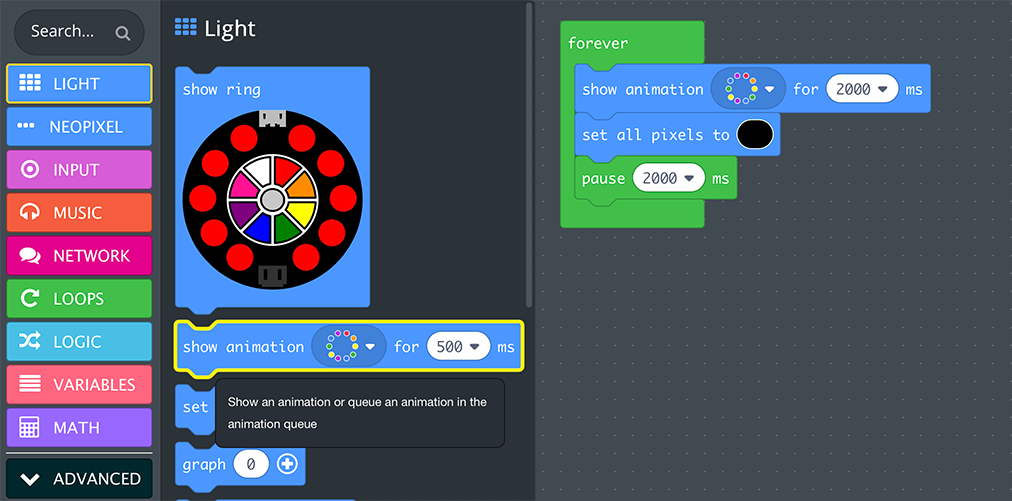 Search...
LIGHT
NEOPIXEL
INPUT
MUSIC
NETWORK
LOOPS
LOGIC
VARIABLES
MATH
ADVANCED
Light
show ring
show animation for 500 ms
set
Show an animation or queue an animation in the
animation queue
graph 0
forever
show animation for 2000 ms
set all pixels to
pause 2000 ms